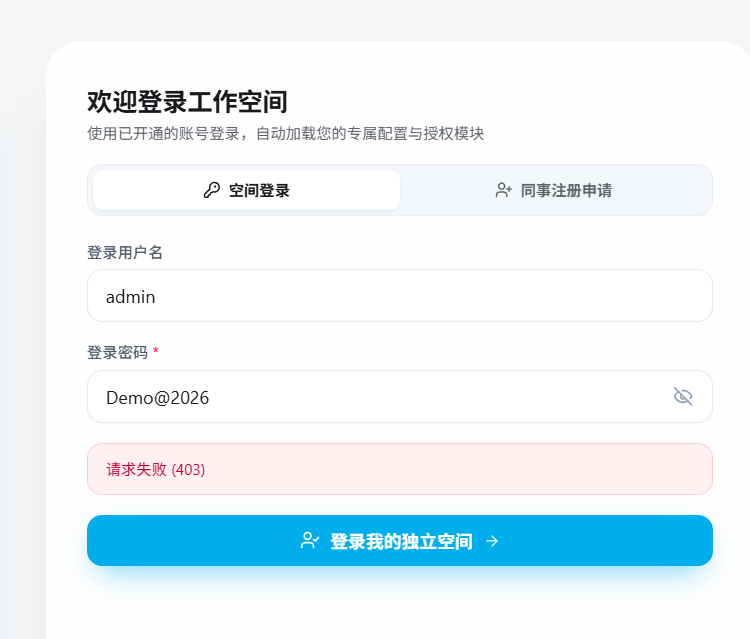 欢迎登录工作空间
使用已开通的账号登录，自动加载您的专属配置与授权模块
空间登录
同事注册申请
登录用户名
admin
登录密码 *
Demo@2026
请求失败 (403)
登录我的独立空间 →